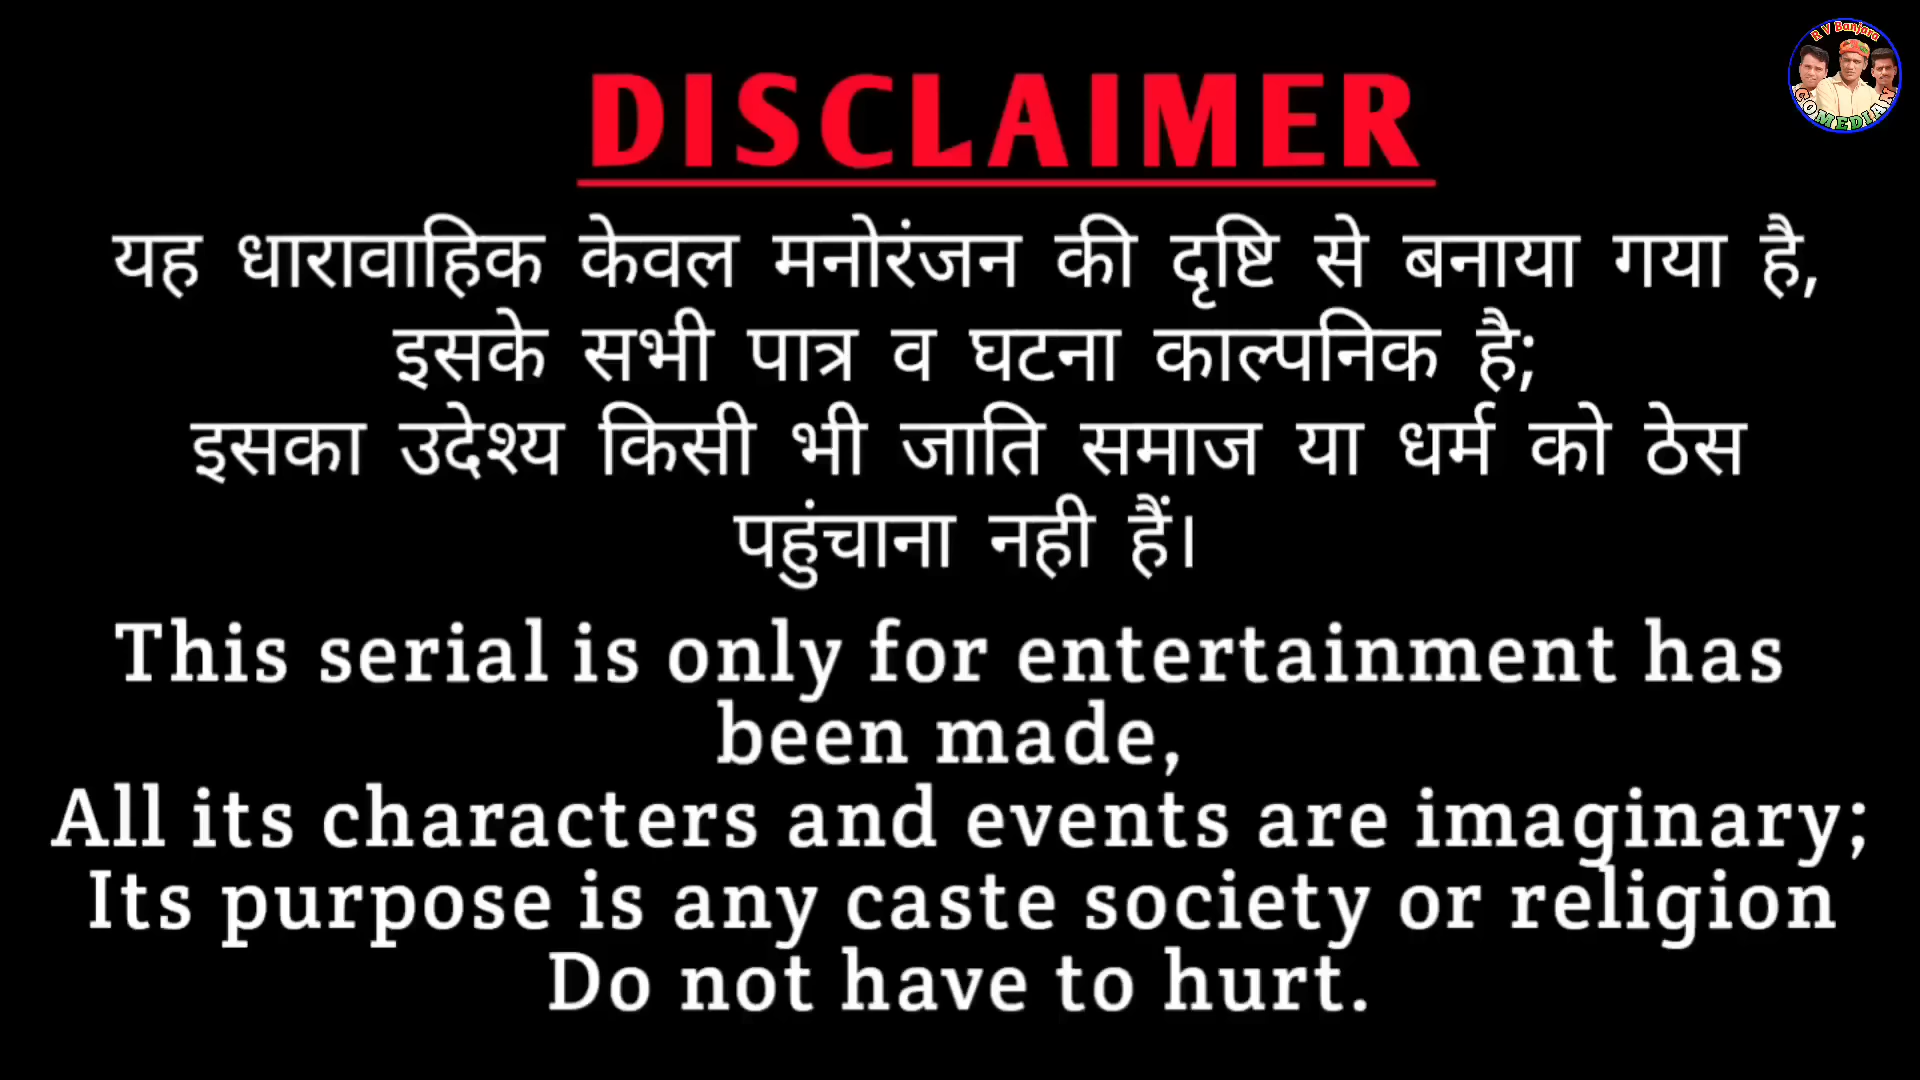 R V Banjara
COMEDIAN
DISCLAIMER
यह धारावाहिक केवल मनोरंजन की दृष्टि से बनाया गया है,
इसके सभी पात्र व घटना काल्पनिक है;
इसका उदेश्य किसी भी जाति समाज या धर्म को ठेस
पहुंचाना नही हैं।
This serial is only for entertainment has
been made,
All its characters and events are imaginary;
Its purpose is any caste society or religion
Do not have to hurt.